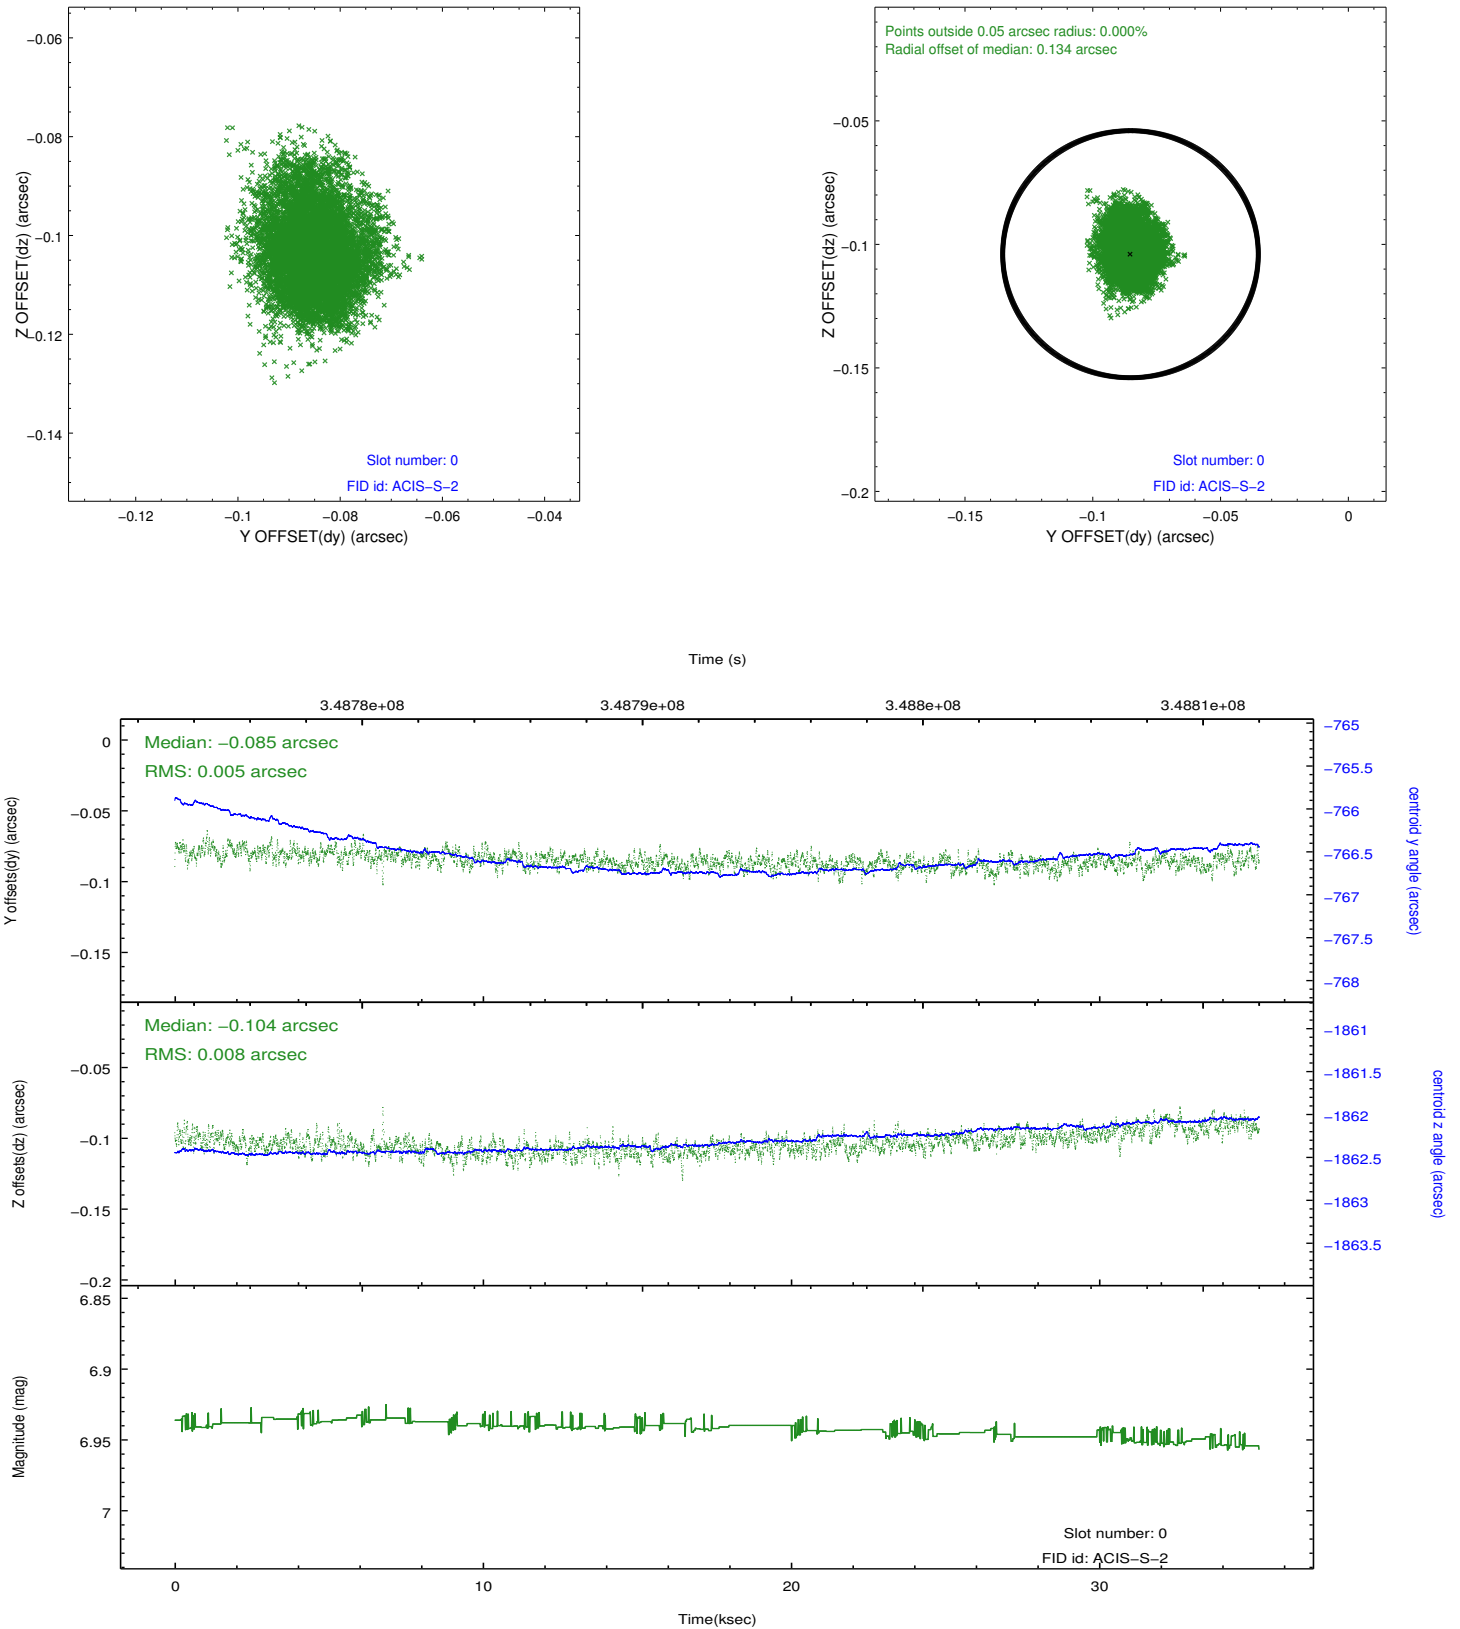 −0.06
−0.08
−0.1
−0.12
−0.14
Z OFFSET(dz) (arcsec)
Slot number: 0
FID id: ACIS−S−2
−0.12 −0.1 −0.08 −0.06 −0.04
Y OFFSET(dy) (arcsec)
Points outside 0.05 arcsec radius: 0.000%
Radial offset of median: 0.134 arcsec
−0.05
−0.1
−0.15
−0.2
Z OFFSET(dz) (arcsec)
Slot number: 0
FID id: ACIS−S−2
−0.15 −0.1 −0.05 0
Y OFFSET(dy) (arcsec)
Time (s)
3.4878e+08 3.4879e+08 3.488e+08 3.4881e+08
Median: −0.085 arcsec
RMS: 0.005 arcsec
0
−0.05
−0.1
−0.15
Y offsets(dy) (arcsec)
−765
−765.5
−766
−766.5
−767
−767.5
−768
centroid y angle (arcsec)
Median: −0.104 arcsec
RMS: 0.008 arcsec
−0.05
−0.1
−0.15
−0.2
Z offsets(dz) (arcsec)
−1861
−1861.5
−1862
−1862.5
−1863
−1863.5
centroid z angle (arcsec)
6.85
6.9
6.95
7
Magnitude (mag)
Slot number: 0
FID id: ACIS−S−2
0 10 20 30
Time(ksec)